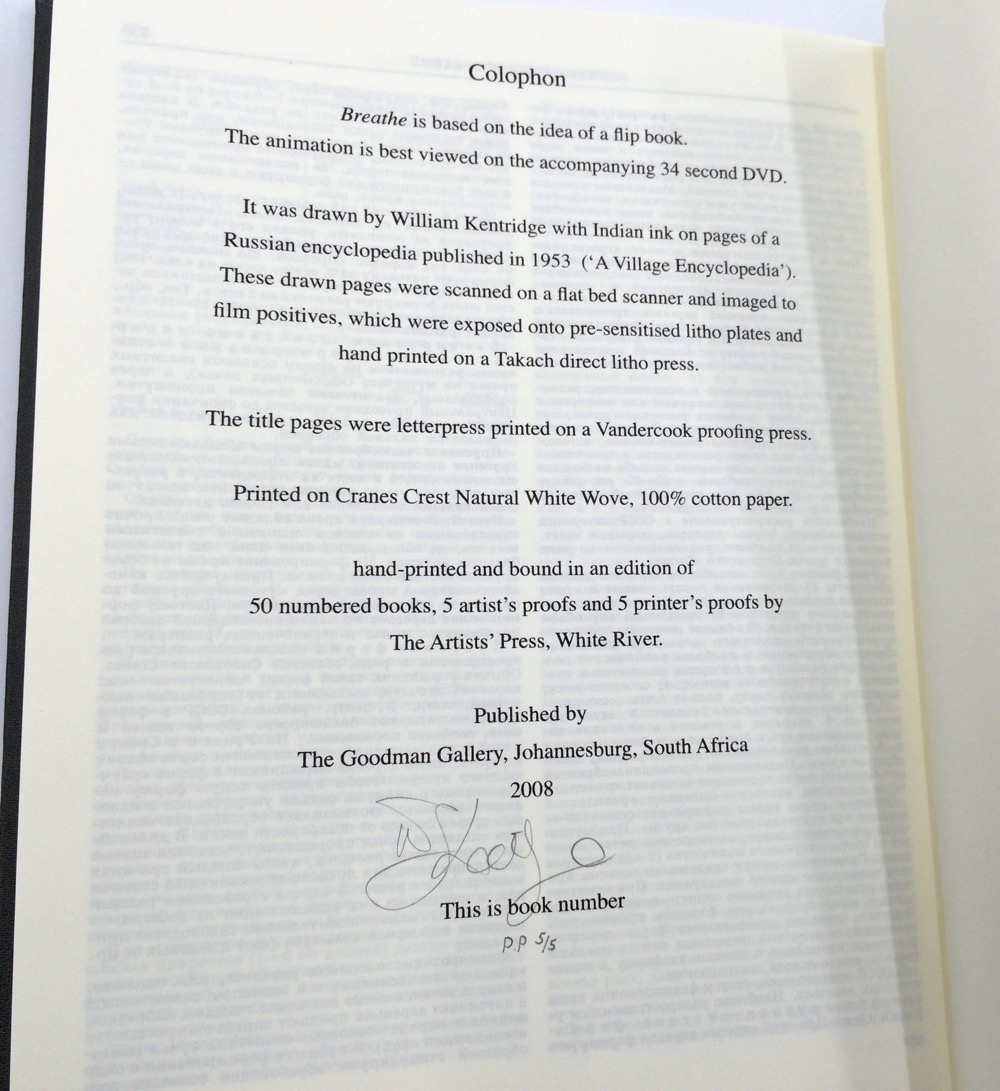 Colophon
Breathe is based on the idea of a flip book.
The animation is best viewed on the accompanying 34 second DVD.
It was drawn by William Kentridge with Indian ink on pages of a
Russian encyclopedia published in 1953 (‘A Village Encyclopedia’).
These drawn pages were scanned on a flat bed scanner and imaged to
film positives, which were exposed onto pre-sensitised litho plates and
hand printed on a Takach direct litho press.
The title pages were letterpress printed on a Vandercook proofing press.
Printed on Cranes Crest Natural White Wove, 100% cotton paper.
hand-printed and bound in an edition of
50 numbered books, 5 artist’s proofs and 5 printer’s proofs by
The Artists’ Press, White River.
Published by
The Goodman Gallery, Johannesburg, South Africa
2008
This is book number
P.P 5/5